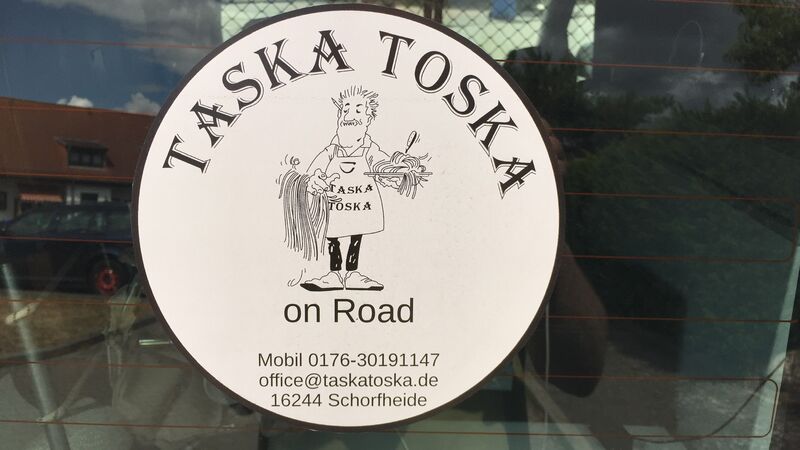 TASKA TOSKA
TASKA
TOSKA
on Road
Mobil 0176-30191147
office@taskatoska.de
16244 Schorfheide